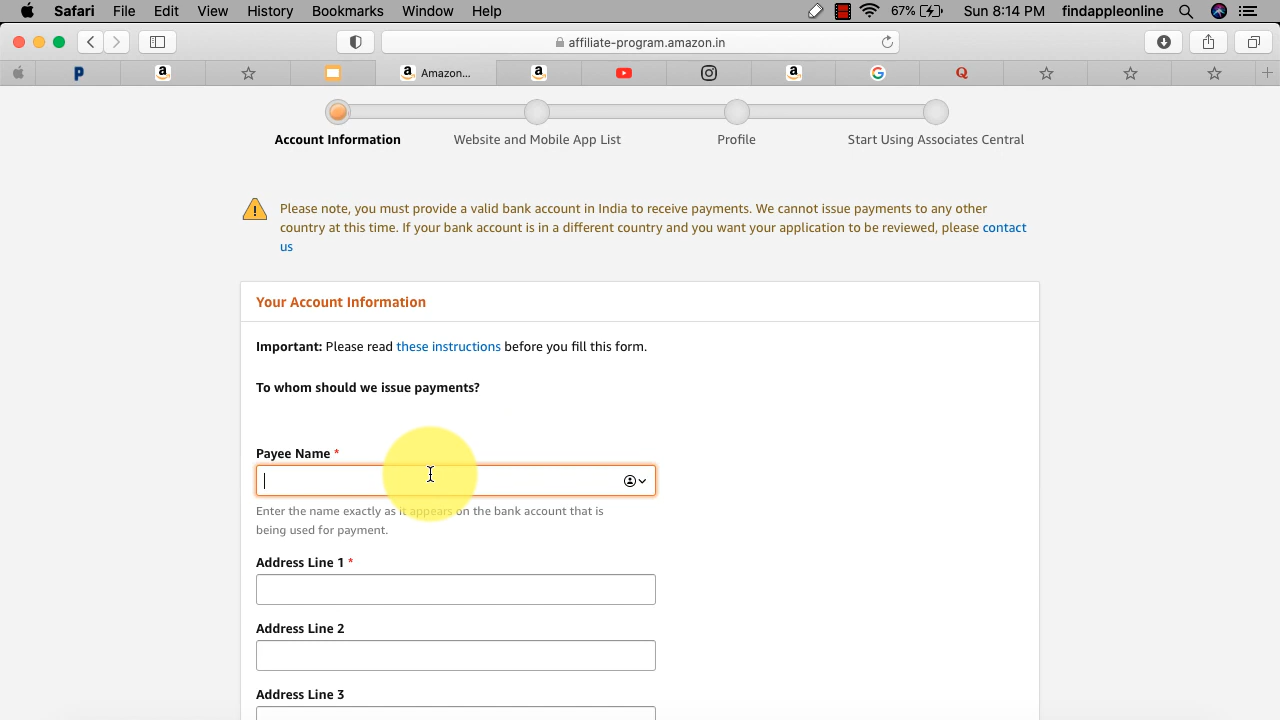 Safari File Edit View History Bookmarks Window Help 67% Sun 8:14 PM findappleonline
affiliate-program.amazon.in
Amazon...
Account Information Website and Mobile App List Profile Start Using Associates Central
Please note, you must provide a valid bank account in India to receive payments. We cannot issue payments to any other
country at this time. If your bank account is in a different country and you want your application to be reviewed, please contact
us
Your Account Information
Important: Please read these instructions before you fill this form.
To whom should we issue payments?
Payee Name *
Enter the name exactly as it appears on the bank account that is
being used for payment.
Address Line 1 *
Address Line 2
Address Line 3